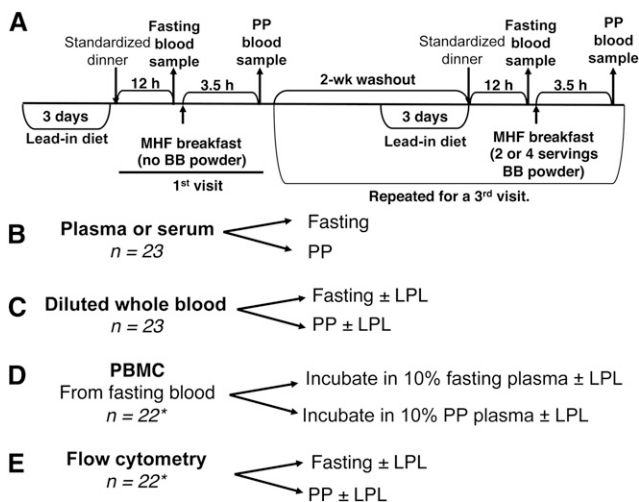 A
Standardized dinner
Fasting blood sample
PP blood sample
Standardized dinner
Fasting blood sample
PP blood sample
12 h
3.5 h
2-wk washout
12 h
3.5 h
3 days
Lead-in diet
MHF breakfast
(no BB powder)
1st visit
3 days
Lead-in diet
MHF breakfast
(2 or 4 servings
BB powder)
Repeated for a 3rd visit.
B
Plasma or serum
n = 23
Fasting
PP
C
Diluted whole blood
n = 23
Fasting ± LPL
PP ± LPL
D
PBMC
From fasting blood
n = 22*
Incubate in 10% fasting plasma ± LPL
Incubate in 10% PP plasma ± LPL
E
Flow cytometry
n = 22*
Fasting ± LPL
PP ± LPL